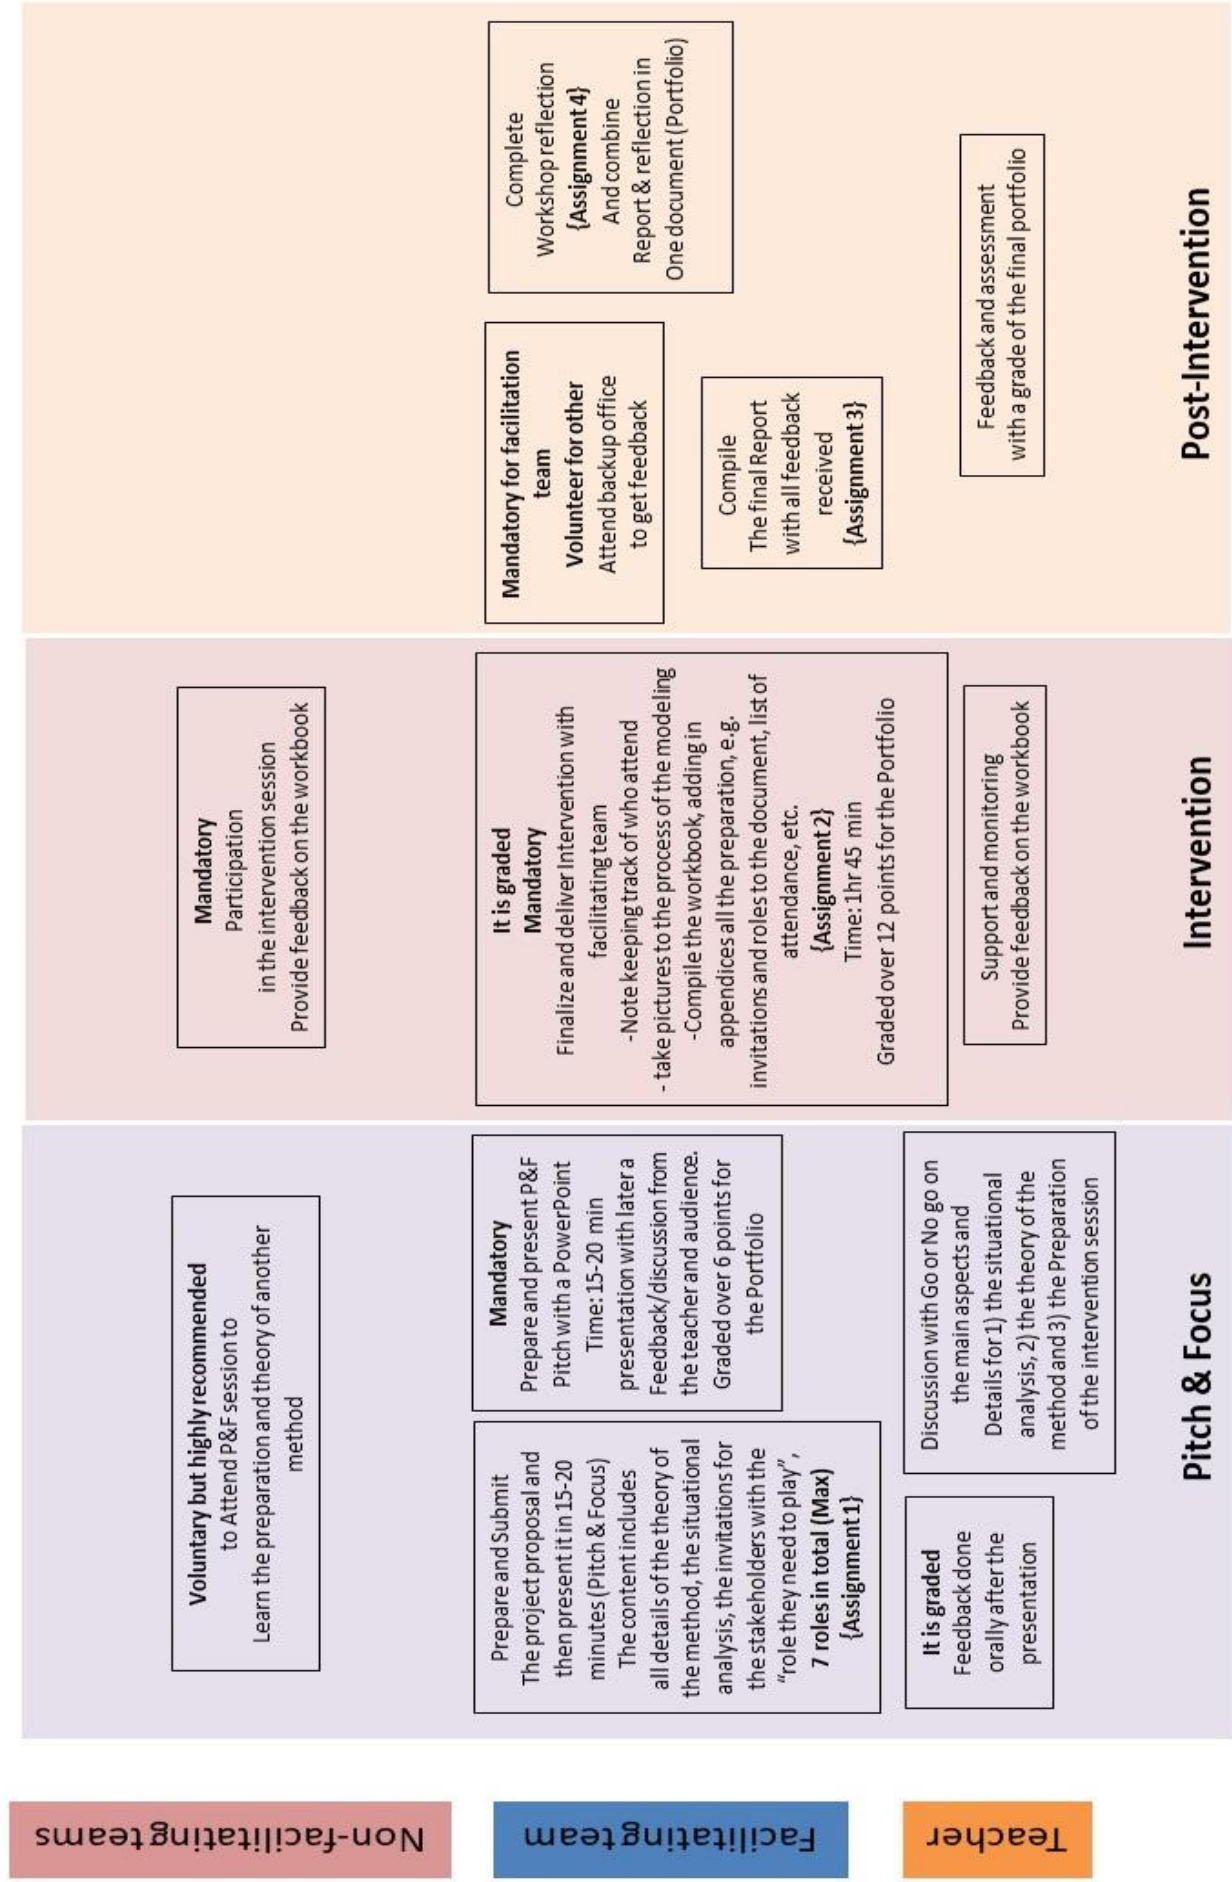 Non-facilitating teams
Voluntary but highly recommended
to Attend P&F session to
Learn the preparation and theory of another
method
Mandatory
Participation
in the intervention session
Provide feedback on the workbook
Facilitating team
Prepare and Submit
The project proposal and
then present it in 15-20
minutes (Pitch & Focus)
The content includes
all details of the theory of
the method, the situational
analysis, the invitations for
the stakeholders with the
“role they need to play”,
7 roles in total (Max)
{Assignment 1}
Mandatory
Prepare and present P&F
Pitch with a PowerPoint
Time: 15-20 min
presentation with later a
Feedback/discussion from
the teacher and audience.
Graded over 6 points for
the Portfolio
It is graded
Mandatory
Finalize and deliver Intervention with
facilitating team
-Note keeping track of who attend
- take pictures to the process of the modeling
-Compile the workbook, adding in
appendices all the preparation, e.g.
invitations and roles to the document, list of
attendance, etc.
{Assignment 2}
Time: 1hr 45 min
Graded over 12 points for the Portfolio
Mandatory for facilitation
team
Volunteer for other
Attend backup office
to get feedback
Compile
The final Report
with all feedback
received
{Assignment 3}
Complete
Workshop reflection
{Assignment 4}
And combine
Report & reflection in
One document (Portfolio)
Teacher
It is graded
Feedback done
orally after the
presentation
Discussion with Go or No go on
the main aspects and
Details for 1) the situational
analysis, 2) the theory of the
method and 3) the Preparation
of the intervention session
Support and monitoring
Provide feedback on the workbook
Feedback and assessment
with a grade of the final portfolio
Pitch & Focus
Intervention
Post-Intervention